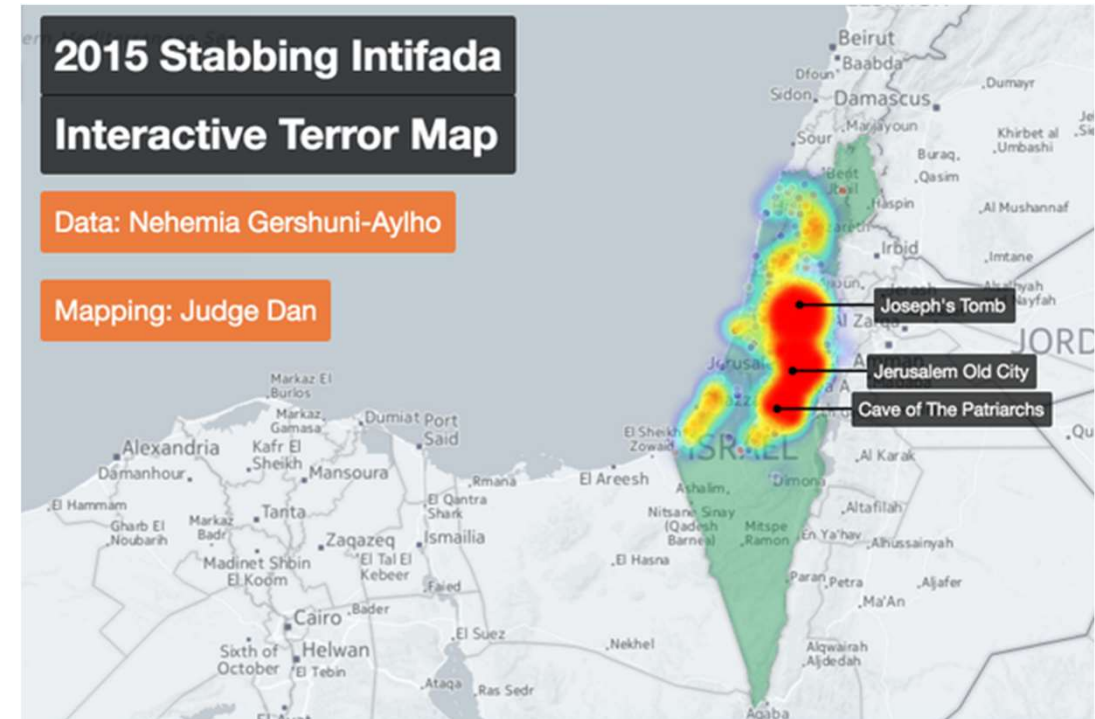 2015 Stabbing Intifada
Interactive Terror Map
Data: Nehemia Gershuni-Aylho
Mapping: Judge Dan
Beirut
Baabda
Dfoun
Sidon
Damascus
Dumayr
Marjayoun
Sour
Khirbet al
Umbashi
Buraq
Qasim
Bent
Jbail
Haspin
Al Mushannaf
Irbid
Imtane
Joseph's Tomb
Nayfah
Al Zarqa
JORD
Jerusalem Old City
Cave of The Patriarchs
Markaz El
Burlos
Markaz
Gamasa
Dumiat
Port
Said
El Sheikh
Zowaid
ISRAEL
Alexandria
Kafr El
Sheikh
Damanhour
Mansoura
Rmana
El Areesh
Al Karak
Ashalim
Dimona
El Hammam
Tanta
El Qantra
Shark
Nitsane Sinay
(Qadesh
Barnea)
Mitspe
Ramon
Altafilah
Gharb El
Noubarih
Markaz
Badr
Zaqazeq
Ismailia
En Ya'hav
Alhussainyah
Madinet Shbin
El Koom
El Tal El
Kebeer
El Hasna
Faied
Paran
Petra
Aljafer
Ma'An
Cairo
Bader
El Suez
Sixth of
October
Helwan
El Tebin
Nekhel
Alqwairah
Aljdedah
Ataqa
Ras Sedr
Aqaba